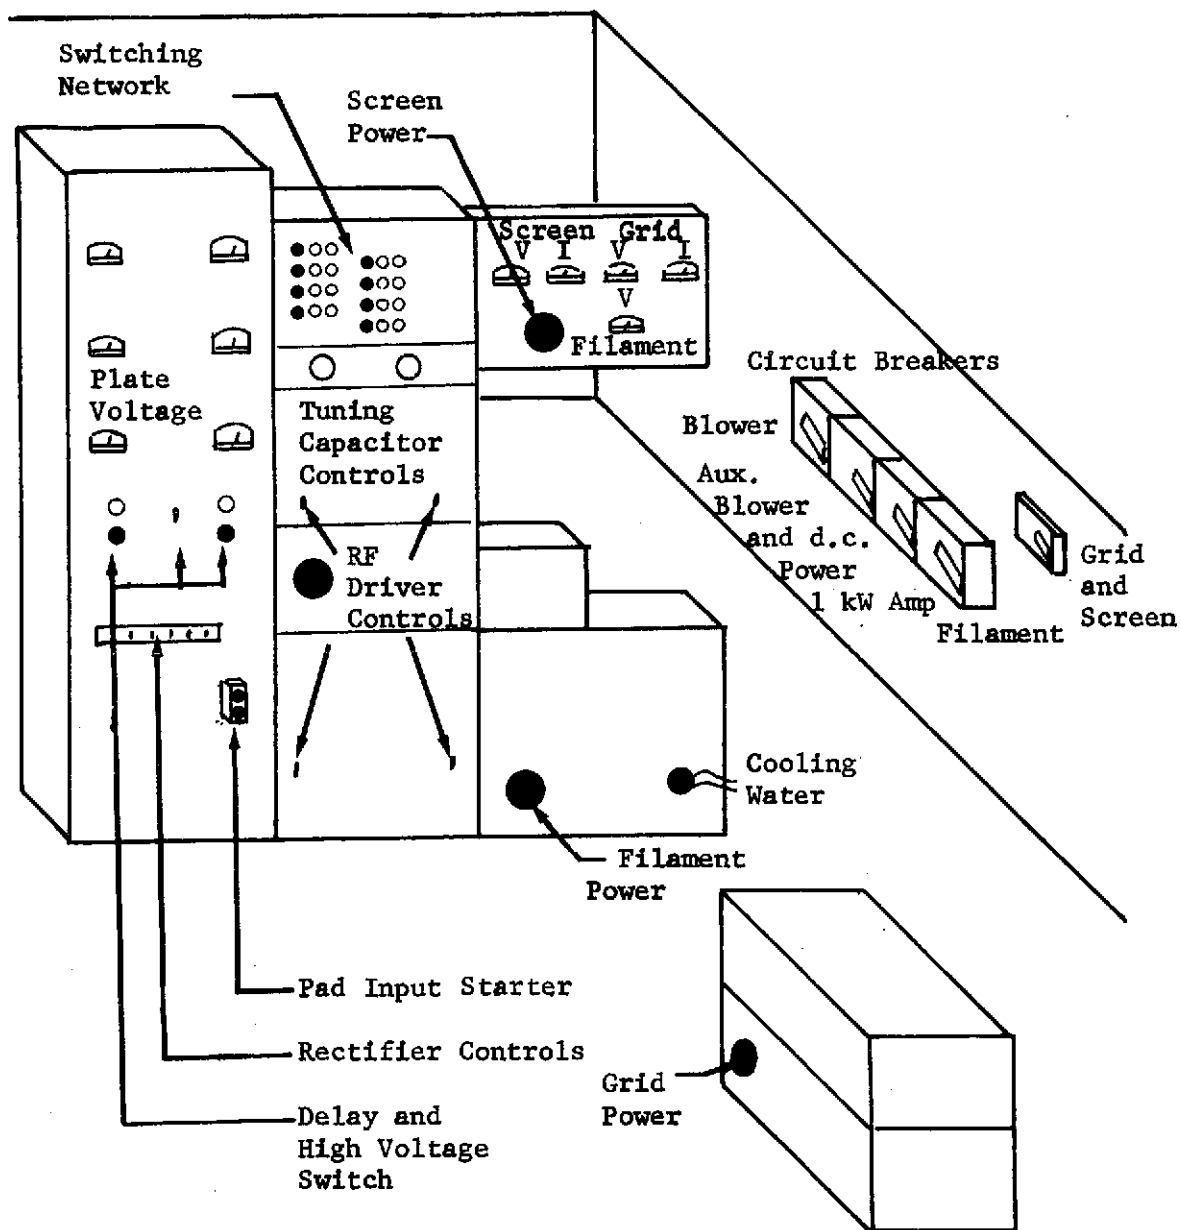 Switching
Network
Screen
Power
Screen Grid
V I V I
V
Filament
Plate
Voltage
Tuning
Capacitor
Controls
RF
Driver
Controls
Circuit Breakers
Blower
Aux.
Blower
and d.c.
Power
1 kW Amp
Filament
Grid
and
Screen
Cooling
Water
Filament
Power
Pad Input Starter
Rectifier Controls
Delay and
High Voltage
Switch
Grid
Power